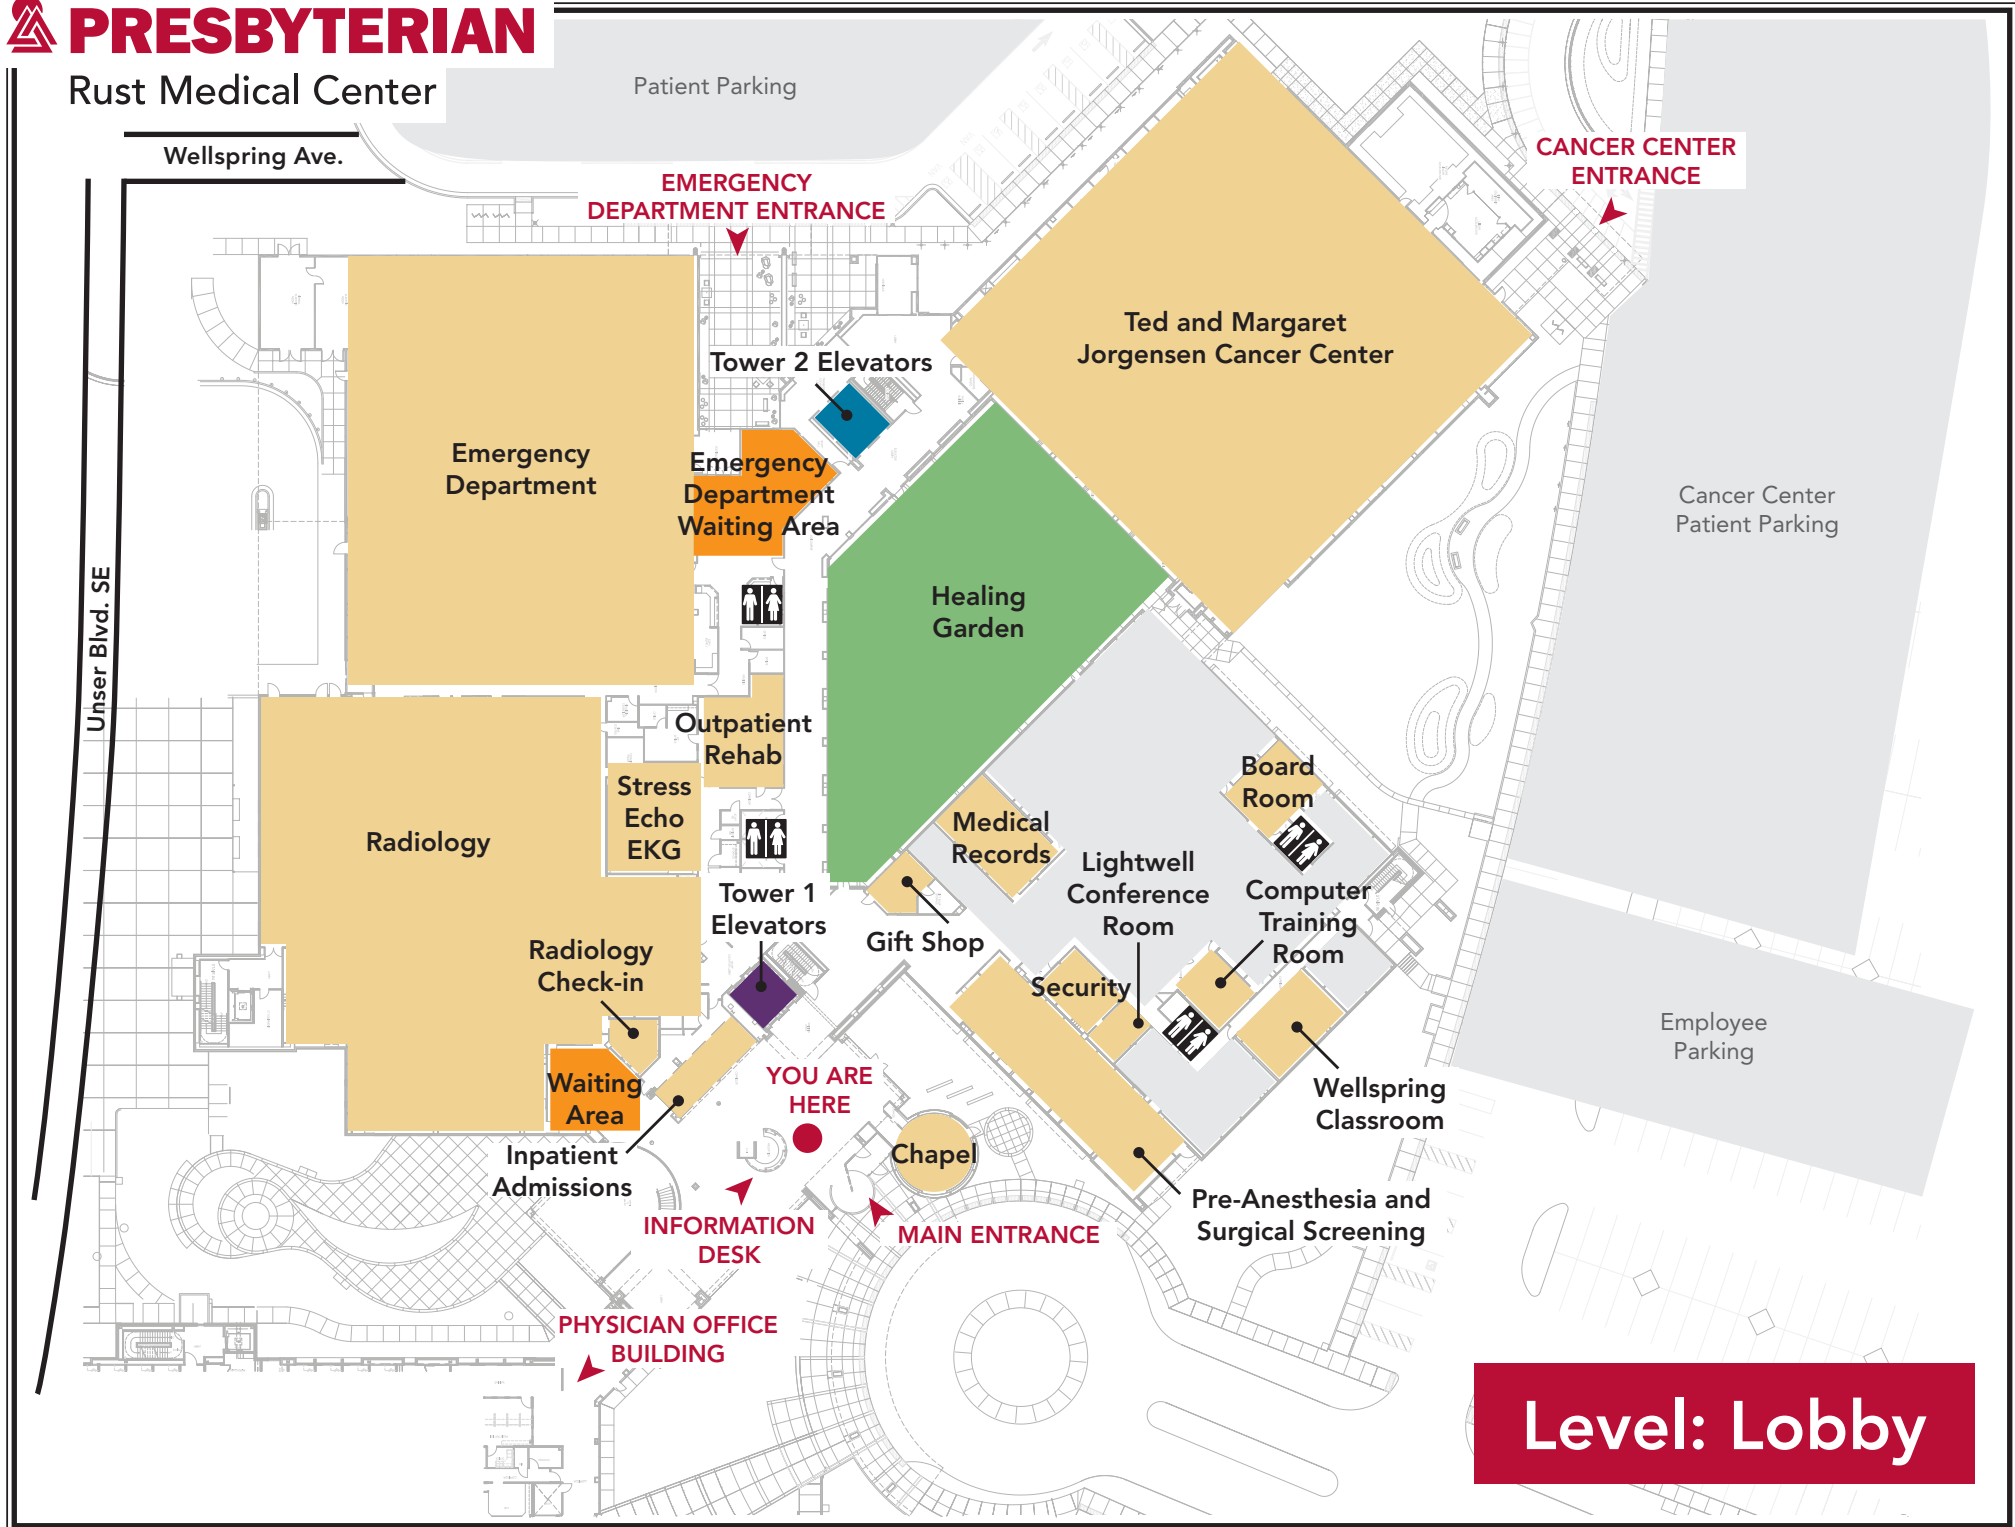 PRESBYTERIAN
Rust Medical Center
Patient Parking
Wellspring Ave.
CANCER CENTER
ENTRANCE
EMERGENCY
DEPARTMENT ENTRANCE
Ted and Margaret
Jorgensen Cancer Center
Tower 2 Elevators
Emergency
Department
Emergency
Department
Waiting Area
Cancer Center
Patient Parking
Healing
Garden
Unser Blvd. SE
Outpatient
Rehab
Stress
Echo
EKG
Radiology
Board
Room
Medical
Records
Lightwell
Conference
Room
Computer
Training
Room
Tower 1
Elevators
Gift Shop
Radiology
Check-in
Security
Employee
Parking
Waiting
Area
YOU ARE
HERE
Wellspring
Classroom
Inpatient
Admissions
Chapel
Pre-Anesthesia and
Surgical Screening
INFORMATION
DESK
MAIN ENTRANCE
PHYSICIAN OFFICE
BUILDING
Level: Lobby